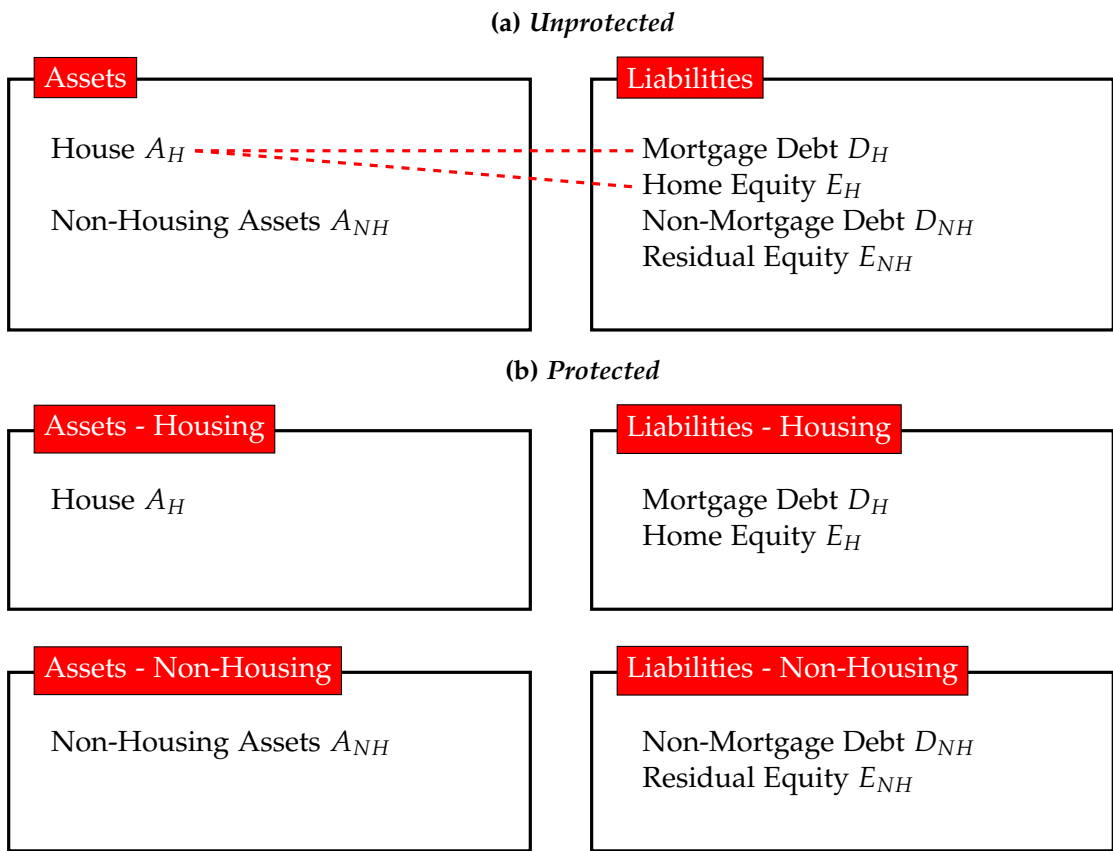 (a) Unprotected
Assets
House A_H
Non-Housing Assets A_NH
Liabilities
Mortgage Debt D_H
Home Equity E_H
Non-Mortgage Debt D_NH
Residual Equity E_NH
(b) Protected
Assets - Housing
House A_H
Liabilities - Housing
Mortgage Debt D_H
Home Equity E_H
Assets - Non-Housing
Non-Housing Assets A_NH
Liabilities - Non-Housing
Non-Mortgage Debt D_NH
Residual Equity E_NH